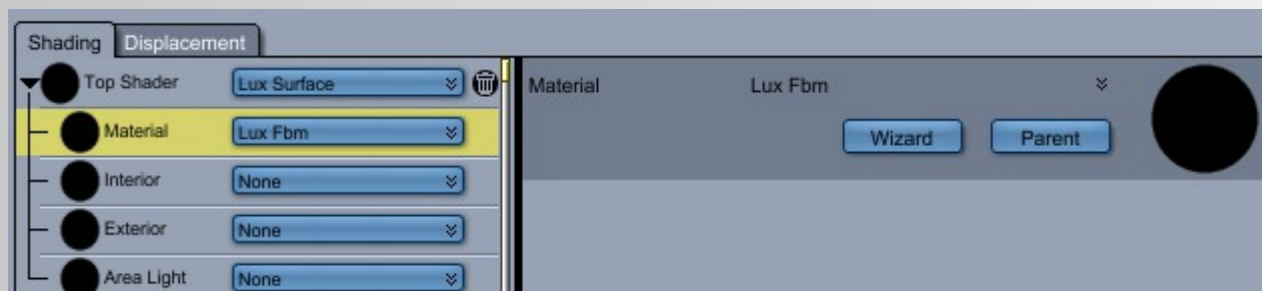 Shading Displacement
Top Shader Lux Surface
Material Lux Fbm
Interior None
Exterior None
Area Light None
Material Lux Fbm
Wizard Parent